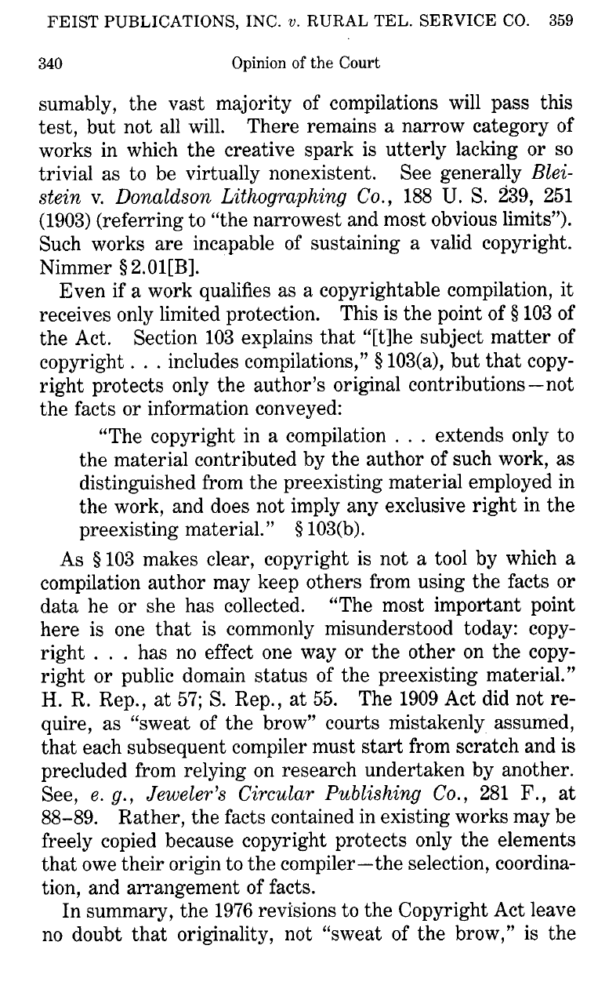 FEIST PUBLICATIONS, INC. v. RURAL TEL. SERVICE CO. 359
340 Opinion of the Court
sumably, the vast majority of compilations will pass this
test, but not all will. There remains a narrow category of
works in which the creative spark is utterly lacking or so
trivial as to be virtually nonexistent. See generally Blei-
stein v. Donaldson Lithographing Co., 188 U. S. 239, 251
(1903) (referring to “the narrowest and most obvious limits”).
Such works are incapable of sustaining a valid copyright.
Nimmer § 2.01[B].
Even if a work qualifies as a copyrightable compilation, it
receives only limited protection. This is the point of § 103 of
the Act. Section 103 explains that “[t]he subject matter of
copyright . . . includes compilations,” § 103(a), but that copy-
right protects only the author’s original contributions—not
the facts or information conveyed:
“The copyright in a compilation . . . extends only to
the material contributed by the author of such work, as
distinguished from the preexisting material employed in
the work, and does not imply any exclusive right in the
preexisting material.” § 103(b).
As § 103 makes clear, copyright is not a tool by which a
compilation author may keep others from using the facts or
data he or she has collected. “The most important point
here is one that is commonly misunderstood today: copy-
right . . . has no effect one way or the other on the copy-
right or public domain status of the preexisting material.”
H. R. Rep., at 57; S. Rep., at 55. The 1909 Act did not re-
quire, as “sweat of the brow” courts mistakenly assumed,
that each subsequent compiler must start from scratch and is
precluded from relying on research undertaken by another.
See, e. g., Jeweler’s Circular Publishing Co., 281 F., at
88–89. Rather, the facts contained in existing works may be
freely copied because copyright protects only the elements
that owe their origin to the compiler—the selection, coordina-
tion, and arrangement of facts.
In summary, the 1976 revisions to the Copyright Act leave
no doubt that originality, not “sweat of the brow,” is the